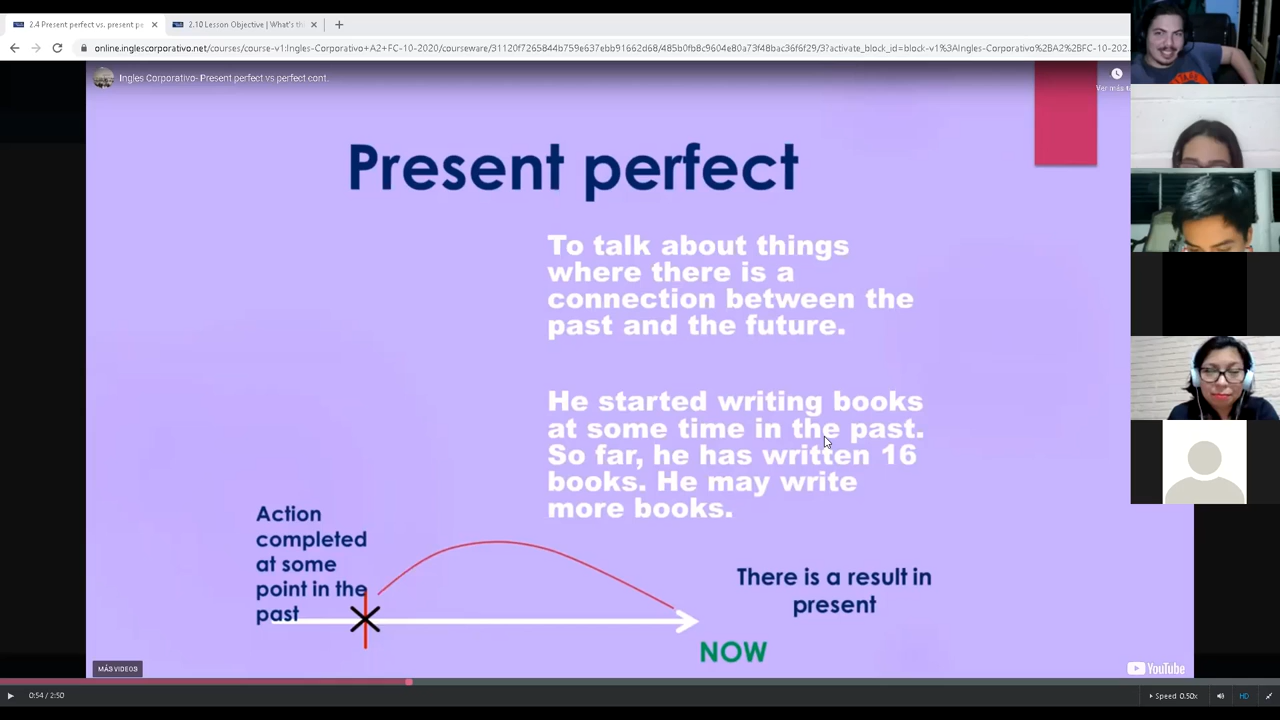 2.4 Present perfect vs. present pe
2.10 Lesson Objective | What's thi
online.inglescorporativo.net/courses/course-v1:Ingles-Corporativo+A2+FC-10-2020/courseware/31120f7265844b759e637ebb91662d68/485b0fb8c9604e80a73f48bac36f6f29/3?activate_block_id=block-v1%3AIngles-Corporativo%2BA2%2BFC-10-202...
Ingles Corporativo- Present perfect vs perfect cont.
Ver más t
Present perfect
To talk about things
where there is a
connection between the
past and the future.
He started writing books
at some time in the past.
So far, he has written 16
books. He may write
more books.
Action
completed
at some
point in the
past
There is a result in
present
NOW
MÁS VIDEOS
YouTube
0:54 / 2:50
Speed 0.50x
HD